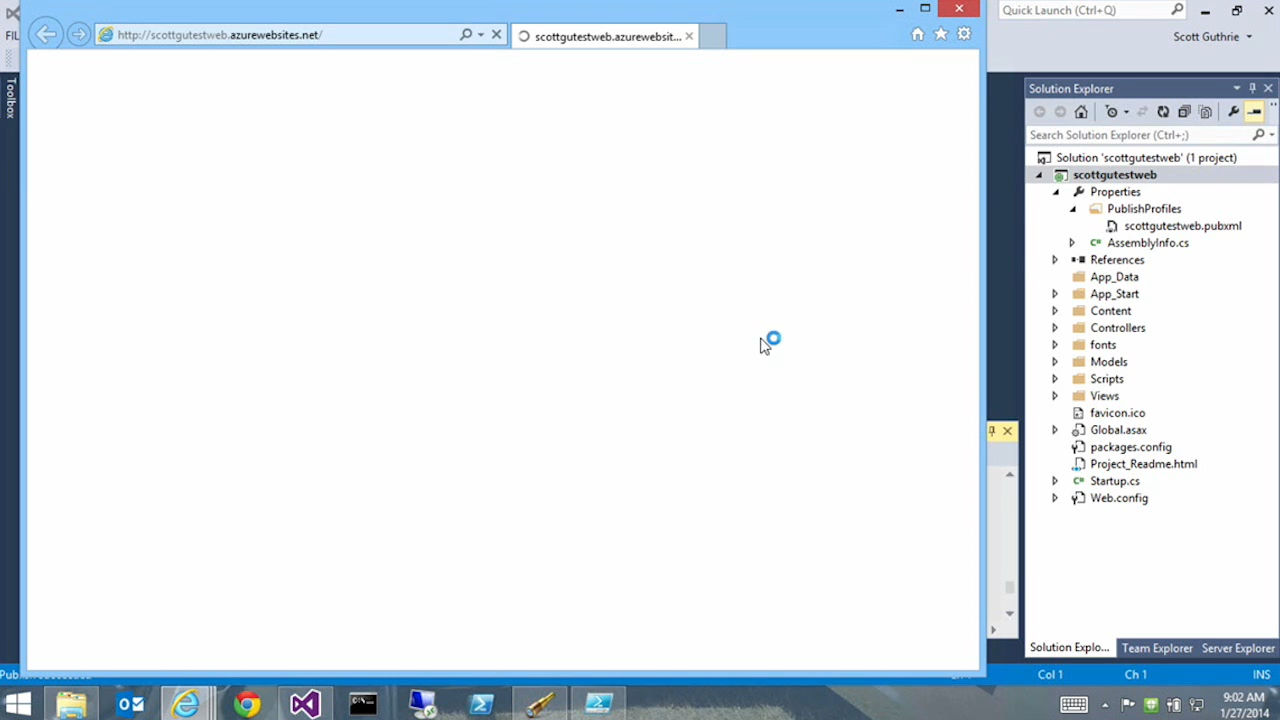 Quick Launch (Ctrl+Q)
http://scottgutestweb.azurewebsites.net/
scottgutestweb.azurewebsit...
FIL
Scott Guthrie
Toolbox
Solution Explorer
Search Solution Explorer (Ctrl+;)
Solution 'scottgutestweb' (1 project)
scottgutestweb
Properties
PublishProfiles
scottgutestweb.pubxml
AssemblyInfo.cs
References
App_Data
App_Start
Content
Controllers
fonts
Models
Scripts
Views
favicon.ico
Global.asax
packages.config
Project_Readme.html
Startup.cs
Web.config
Solution Explo...
Team Explorer
Server Explorer
Col 1
Ch 1
INS
9:02 AM
1/27/2014